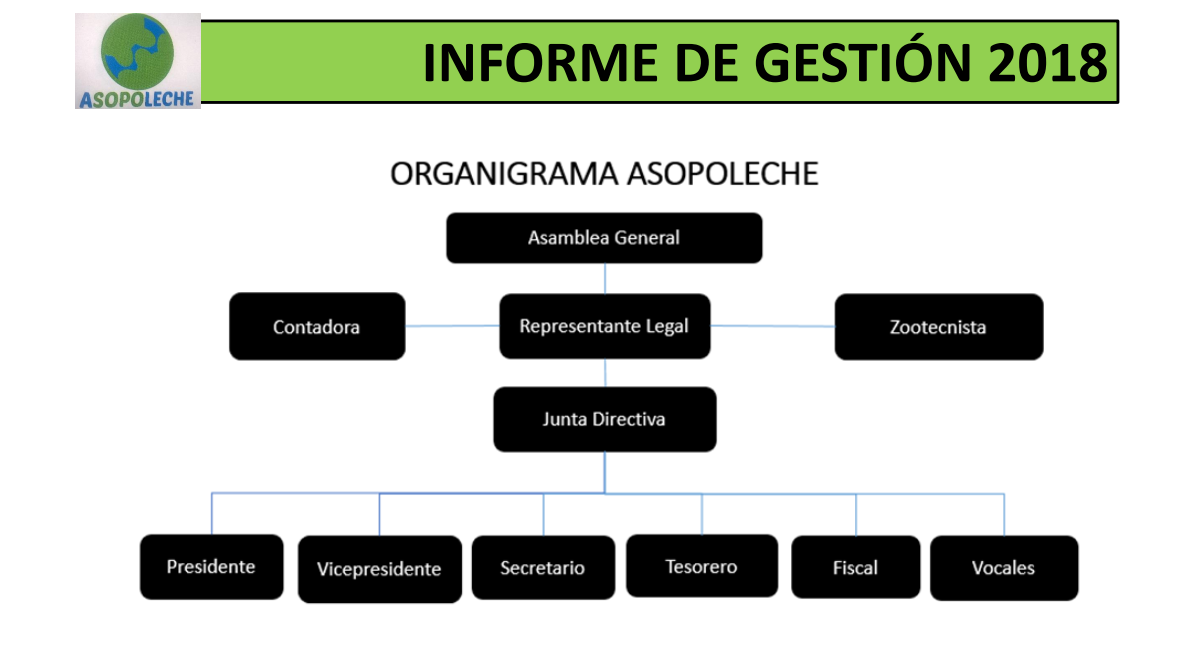 INFORME DE GESTIÓN 2018
ASOPOLECHE
ORGANIGRAMA ASOPOLECHE
Asamblea General
Contadora
Representante Legal
Zootecnista
Junta Directiva
Presidente
Vicepresidente
Secretario
Tesorero
Fiscal
Vocales